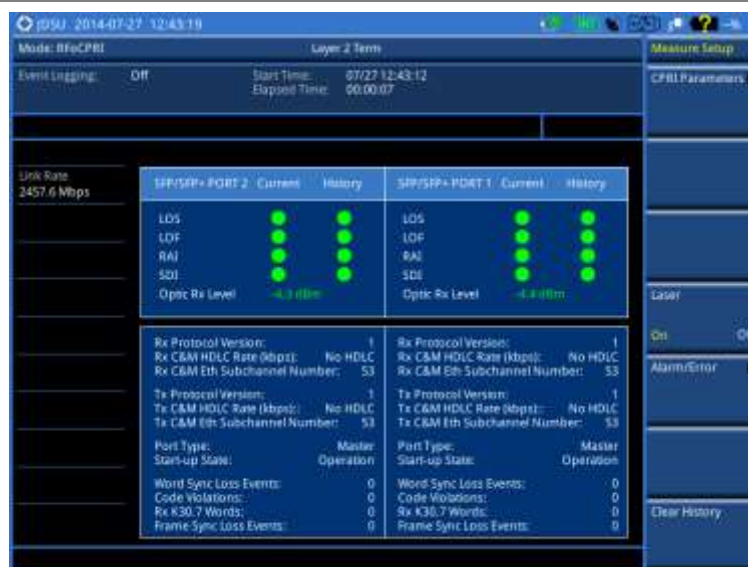 JDSU 2014-07-27 12:43:19
Mode: RFoCPRI
Layer 2 Term
Measure Setup
Event Logging: Off
Start Time: 07/27 12:43:12
Elapsed Time: 00:00:07
CPRI Parameters
Link Rate
2457.6 Mbps
SFP/SFP+ PORT 2 Current History
SFP/SFP+ PORT 1 Current History
LOS
LOF
RAI
SDI
Optic Rx Level -4.3 dBm
LOS
LOF
RAI
SDI
Optic Rx Level -4.4 dBm
Laser
On
Alarm/Error
Rx Protocol Version: 1
Rx C&M HDLC Rate (kbps): No HDLC
Rx C&M Eth Subchannel Number: 53
Tx Protocol Version: 1
Tx C&M HDLC Rate (kbps): No HDLC
Tx C&M Eth Subchannel Number: 53
Port Type: Master
Start-up State: Operation
Word Sync Loss Events: 0
Code Violations: 0
Rx K30.7 Words: 0
Frame Sync Loss Events: 0
Rx Protocol Version: 1
Rx C&M HDLC Rate (kbps): No HDLC
Rx C&M Eth Subchannel Number: 53
Tx Protocol Version: 1
Tx C&M HDLC Rate (kbps): No HDLC
Tx C&M Eth Subchannel Number: 53
Port Type: Master
Start-up State: Operation
Word Sync Loss Events: 0
Code Violations: 0
Rx K30.7 Words: 0
Frame Sync Loss Events: 0
Clear History